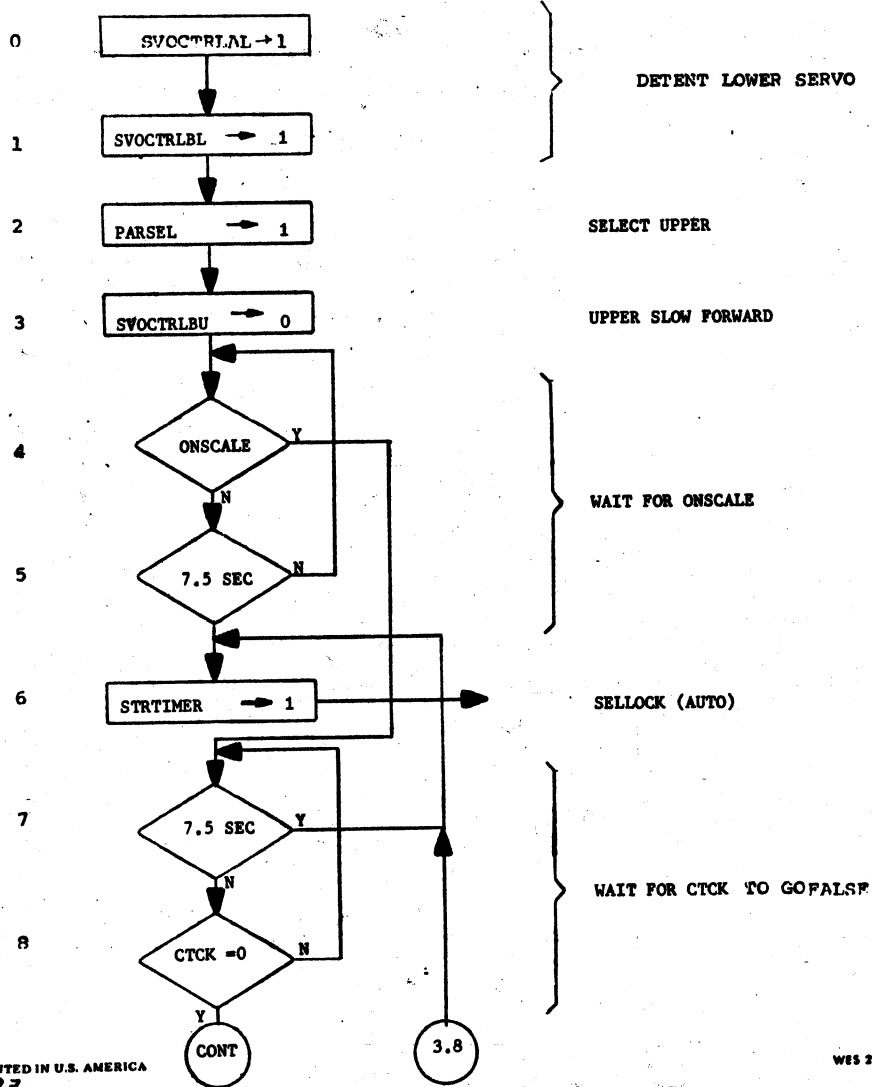 0 SVOCTRLAL → 1
DETENT LOWER SERVO
1 SVOCTRLBL → 1
2 PARSEL → 1 SELECT UPPER
3 SVOCTRLBU → 0 UPPER SLOW FORWARD
4 ONSCALE Y
N
WAIT FOR ONSCALE
5 7.5 SEC N
6 STRTIMER → 1 SELLOCK (AUTO)
7 7.5 SEC Y
N
WAIT FOR CTCK TO GO FALSE
8 CTCK =0 N
Y
CONT 3.8
TED IN U.S. AMERICA WES 2